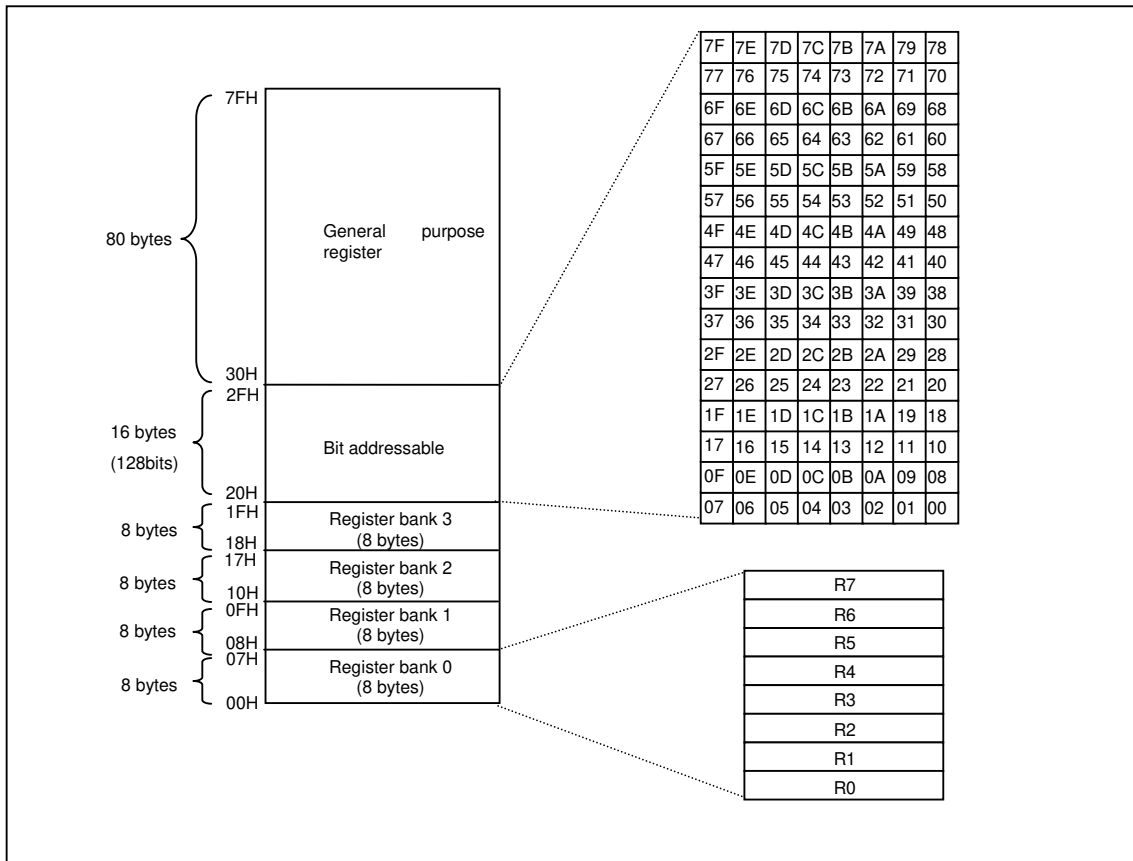 7FH
80 bytes
General purpose
register
30H
2FH
16 bytes
(128bits)
Bit addressable
20H
1FH
8 bytes
Register bank 3
(8 bytes)
18H
17H
8 bytes
Register bank 2
(8 bytes)
10H
0FH
8 bytes
Register bank 1
(8 bytes)
08H
07H
8 bytes
Register bank 0
(8 bytes)
00H
7F 7E 7D 7C 7B 7A 79 78
77 76 75 74 73 72 71 70
6F 6E 6D 6C 6B 6A 69 68
67 66 65 64 63 62 61 60
5F 5E 5D 5C 5B 5A 59 58
57 56 55 54 53 52 51 50
4F 4E 4D 4C 4B 4A 49 48
47 46 45 44 43 42 41 40
3F 3E 3D 3C 3B 3A 39 38
37 36 35 34 33 32 31 30
2F 2E 2D 2C 2B 2A 29 28
27 26 25 24 23 22 21 20
1F 1E 1D 1C 1B 1A 19 18
17 16 15 14 13 12 11 10
0F 0E 0D 0C 0B 0A 09 08
07 06 05 04 03 02 01 00
R7
R6
R5
R4
R3
R2
R1
R0